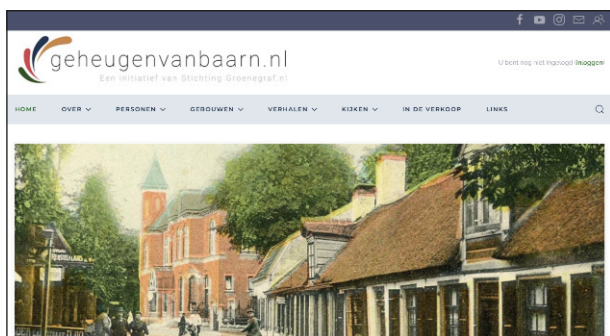 geheugenvanbaarn.nl
Een initiatief van Stichting Groenegraf.nl
U bent nog niet ingelogd (inloggen)
HOME OVER PERSONEN GEBOUWEN VERHALEN KIJKEN IN DE VERKOOP LINKS